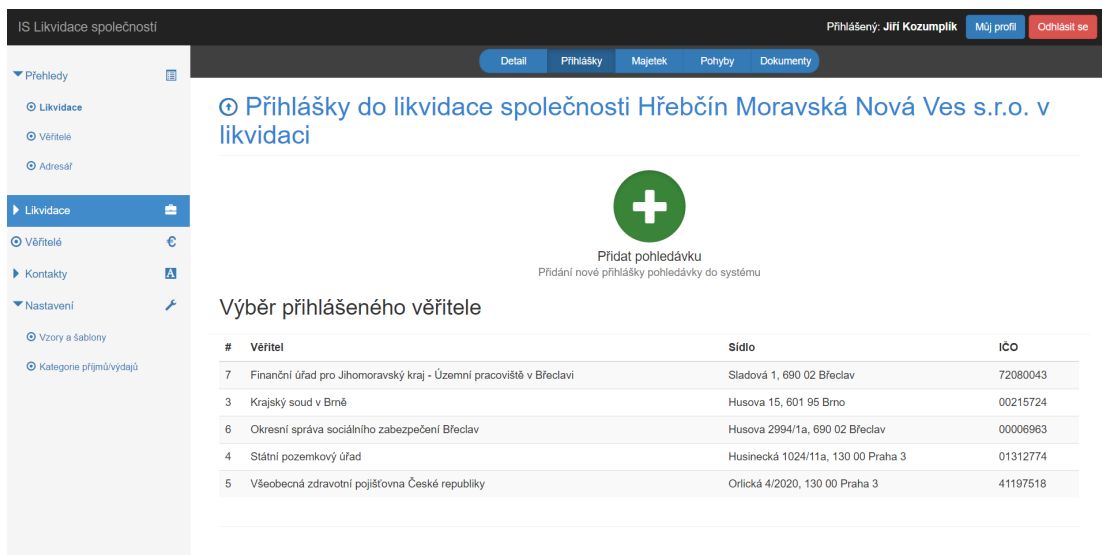 IS Likvidace společností
Přihlášený: Jiří Kozumplík
Můj profil
Odhlásit se
Přehledy
Likvidace
Věřitelé
Adresář
Likvidace
Věřitelé
Kontakty
Nastavení
Vzory a šablony
Kategorie příjmů/výdajů
Detail Přihlášky Majetek Pohyby Dokumenty
Přihlášky do likvidace společnosti Hřebčín Moravská Nová Ves s.r.o. v
likvidaci
Přidat pohledávku
Přidání nové přihlášky pohledávky do systému
Výběr přihlášeného věřitele
# Věřitel Sídlo IČO
7 Finanční úřad pro Jihomoravský kraj - Územní pracoviště v Břeclavi Sladová 1, 690 02 Břeclav 72080043
3 Krajský soud v Brně Husova 15, 601 95 Brno 00215724
6 Okresní správa sociálního zabezpečení Břeclav Husova 2994/1a, 690 02 Břeclav 00006963
4 Státní pozemkový úřad Husinecká 1024/11a, 130 00 Praha 3 01312774
5 Všeobecná zdravotní pojišťovna České republiky Orlická 4/2020, 130 00 Praha 3 41197518